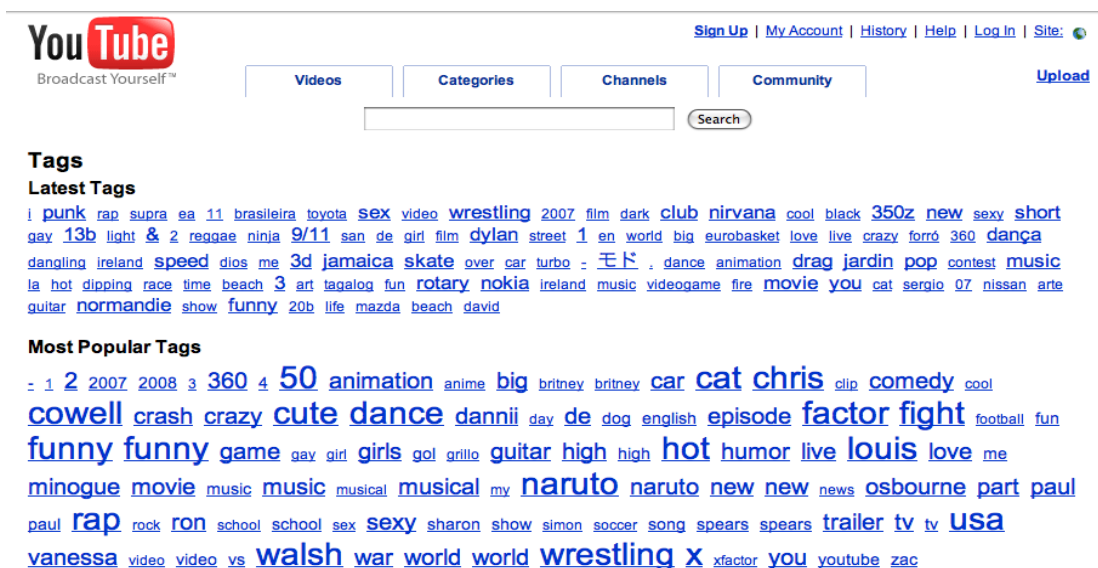 You Tube
Broadcast Yourself™
Sign Up | My Account | History | Help | Log In | Site:
Videos Categories Channels Community Upload
Search
Tags
Latest Tags
i punk rap supra ea 11 brasileira toyota sex video wrestling 2007 film dark club nirvana cool black 350z new sexy short
gay 13b light & 2 reggae ninja 9/11 san de girl film dylan street 1 en world big eurobasket love live crazy forró 360 dança
dangling ireland speed dios me 3d jamaica skate over car turbo - モド . dance animation drag jardin pop contest music
la hot dipping race time beach 3 art tagalog fun rotary nokia ireland music videogame fire movie you cat sergio 07 nissan arte
guitar normandie show funny 20b life mazda beach david
Most Popular Tags
- 1 2 2007 2008 3 360 4 50 animation anime big britney britney car cat chris clip comedy cool
cowell crash crazy cute dance dannii day de dog english episode factor fight football fun
funny funny game gay girl girls gol grillo guitar high high hot humor live louis love me
minogue movie music music musical musical my naruto naruto new new news osbourne part paul
paul rap rock ron school school sex sexy sharon show simon soccer song spears spears trailer tv tv usa
vanessa video video vs walsh war world world wrestling x xfactor you youtube zac